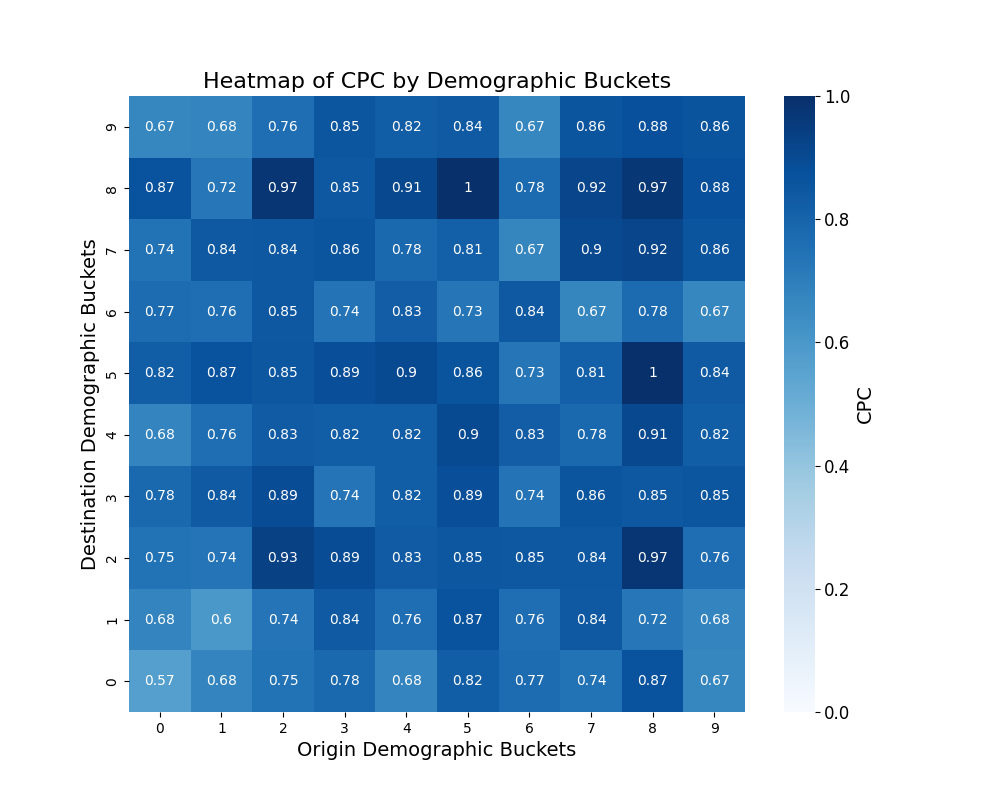 Heatmap of CPC by Demographic Buckets
9 0.67 0.68 0.76 0.85 0.82 0.84 0.67 0.86 0.88 0.86
8 0.87 0.72 0.97 0.85 0.91 1 0.78 0.92 0.97 0.88
7 0.74 0.84 0.84 0.86 0.78 0.81 0.67 0.9 0.92 0.86
6 0.77 0.76 0.85 0.74 0.83 0.73 0.84 0.67 0.78 0.67
5 0.82 0.87 0.85 0.89 0.9 0.86 0.73 0.81 1 0.84
4 0.68 0.76 0.83 0.82 0.82 0.9 0.83 0.78 0.91 0.82
3 0.78 0.84 0.89 0.74 0.82 0.89 0.74 0.86 0.85 0.85
2 0.75 0.74 0.93 0.89 0.83 0.85 0.85 0.84 0.97 0.76
1 0.68 0.6 0.74 0.84 0.76 0.87 0.76 0.84 0.72 0.68
0 0.57 0.68 0.75 0.78 0.68 0.82 0.77 0.74 0.87 0.67
0 1 2 3 4 5 6 7 8 9
Origin Demographic Buckets
Destination Demographic Buckets
1.0
0.8
0.6
0.4
0.2
0.0
CPC